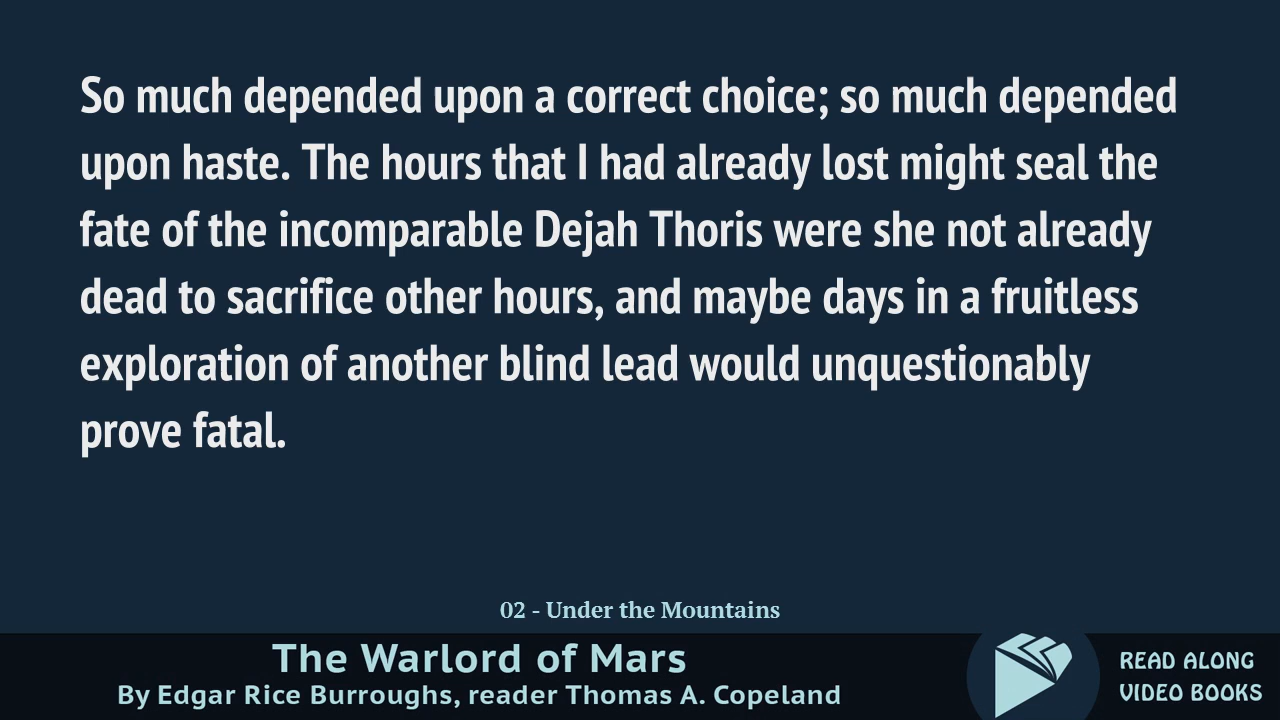 So much depended upon a correct choice; so much depended
upon haste. The hours that I had already lost might seal the
fate of the incomparable Dejah Thoris were she not already
dead to sacrifice other hours, and maybe days in a fruitless
exploration of another blind lead would unquestionably
prove fatal.
02 - Under the Mountains
The Warlord of Mars
By Edgar Rice Burroughs, reader Thomas A. Copeland
READ ALONG
VIDEO BOOKS